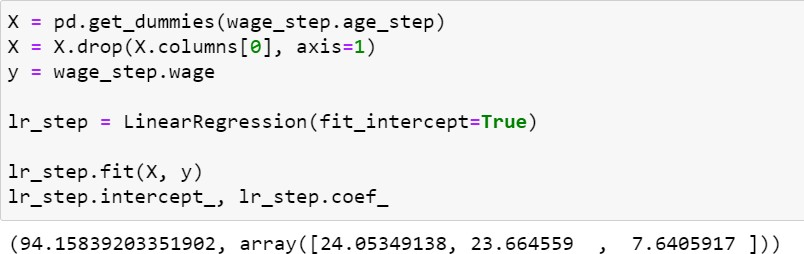 X = pd.get_dummies(wage_step.age_step)
X = X.drop(X.columns[0], axis=1)
y = wage_step.wage
lr_step = LinearRegression(fit_intercept=True)
lr_step.fit(X, y)
lr_step.intercept_, lr_step.coef_
(94.15839203351902, array([24.05349138, 23.664559  ,  7.6405917 ]))